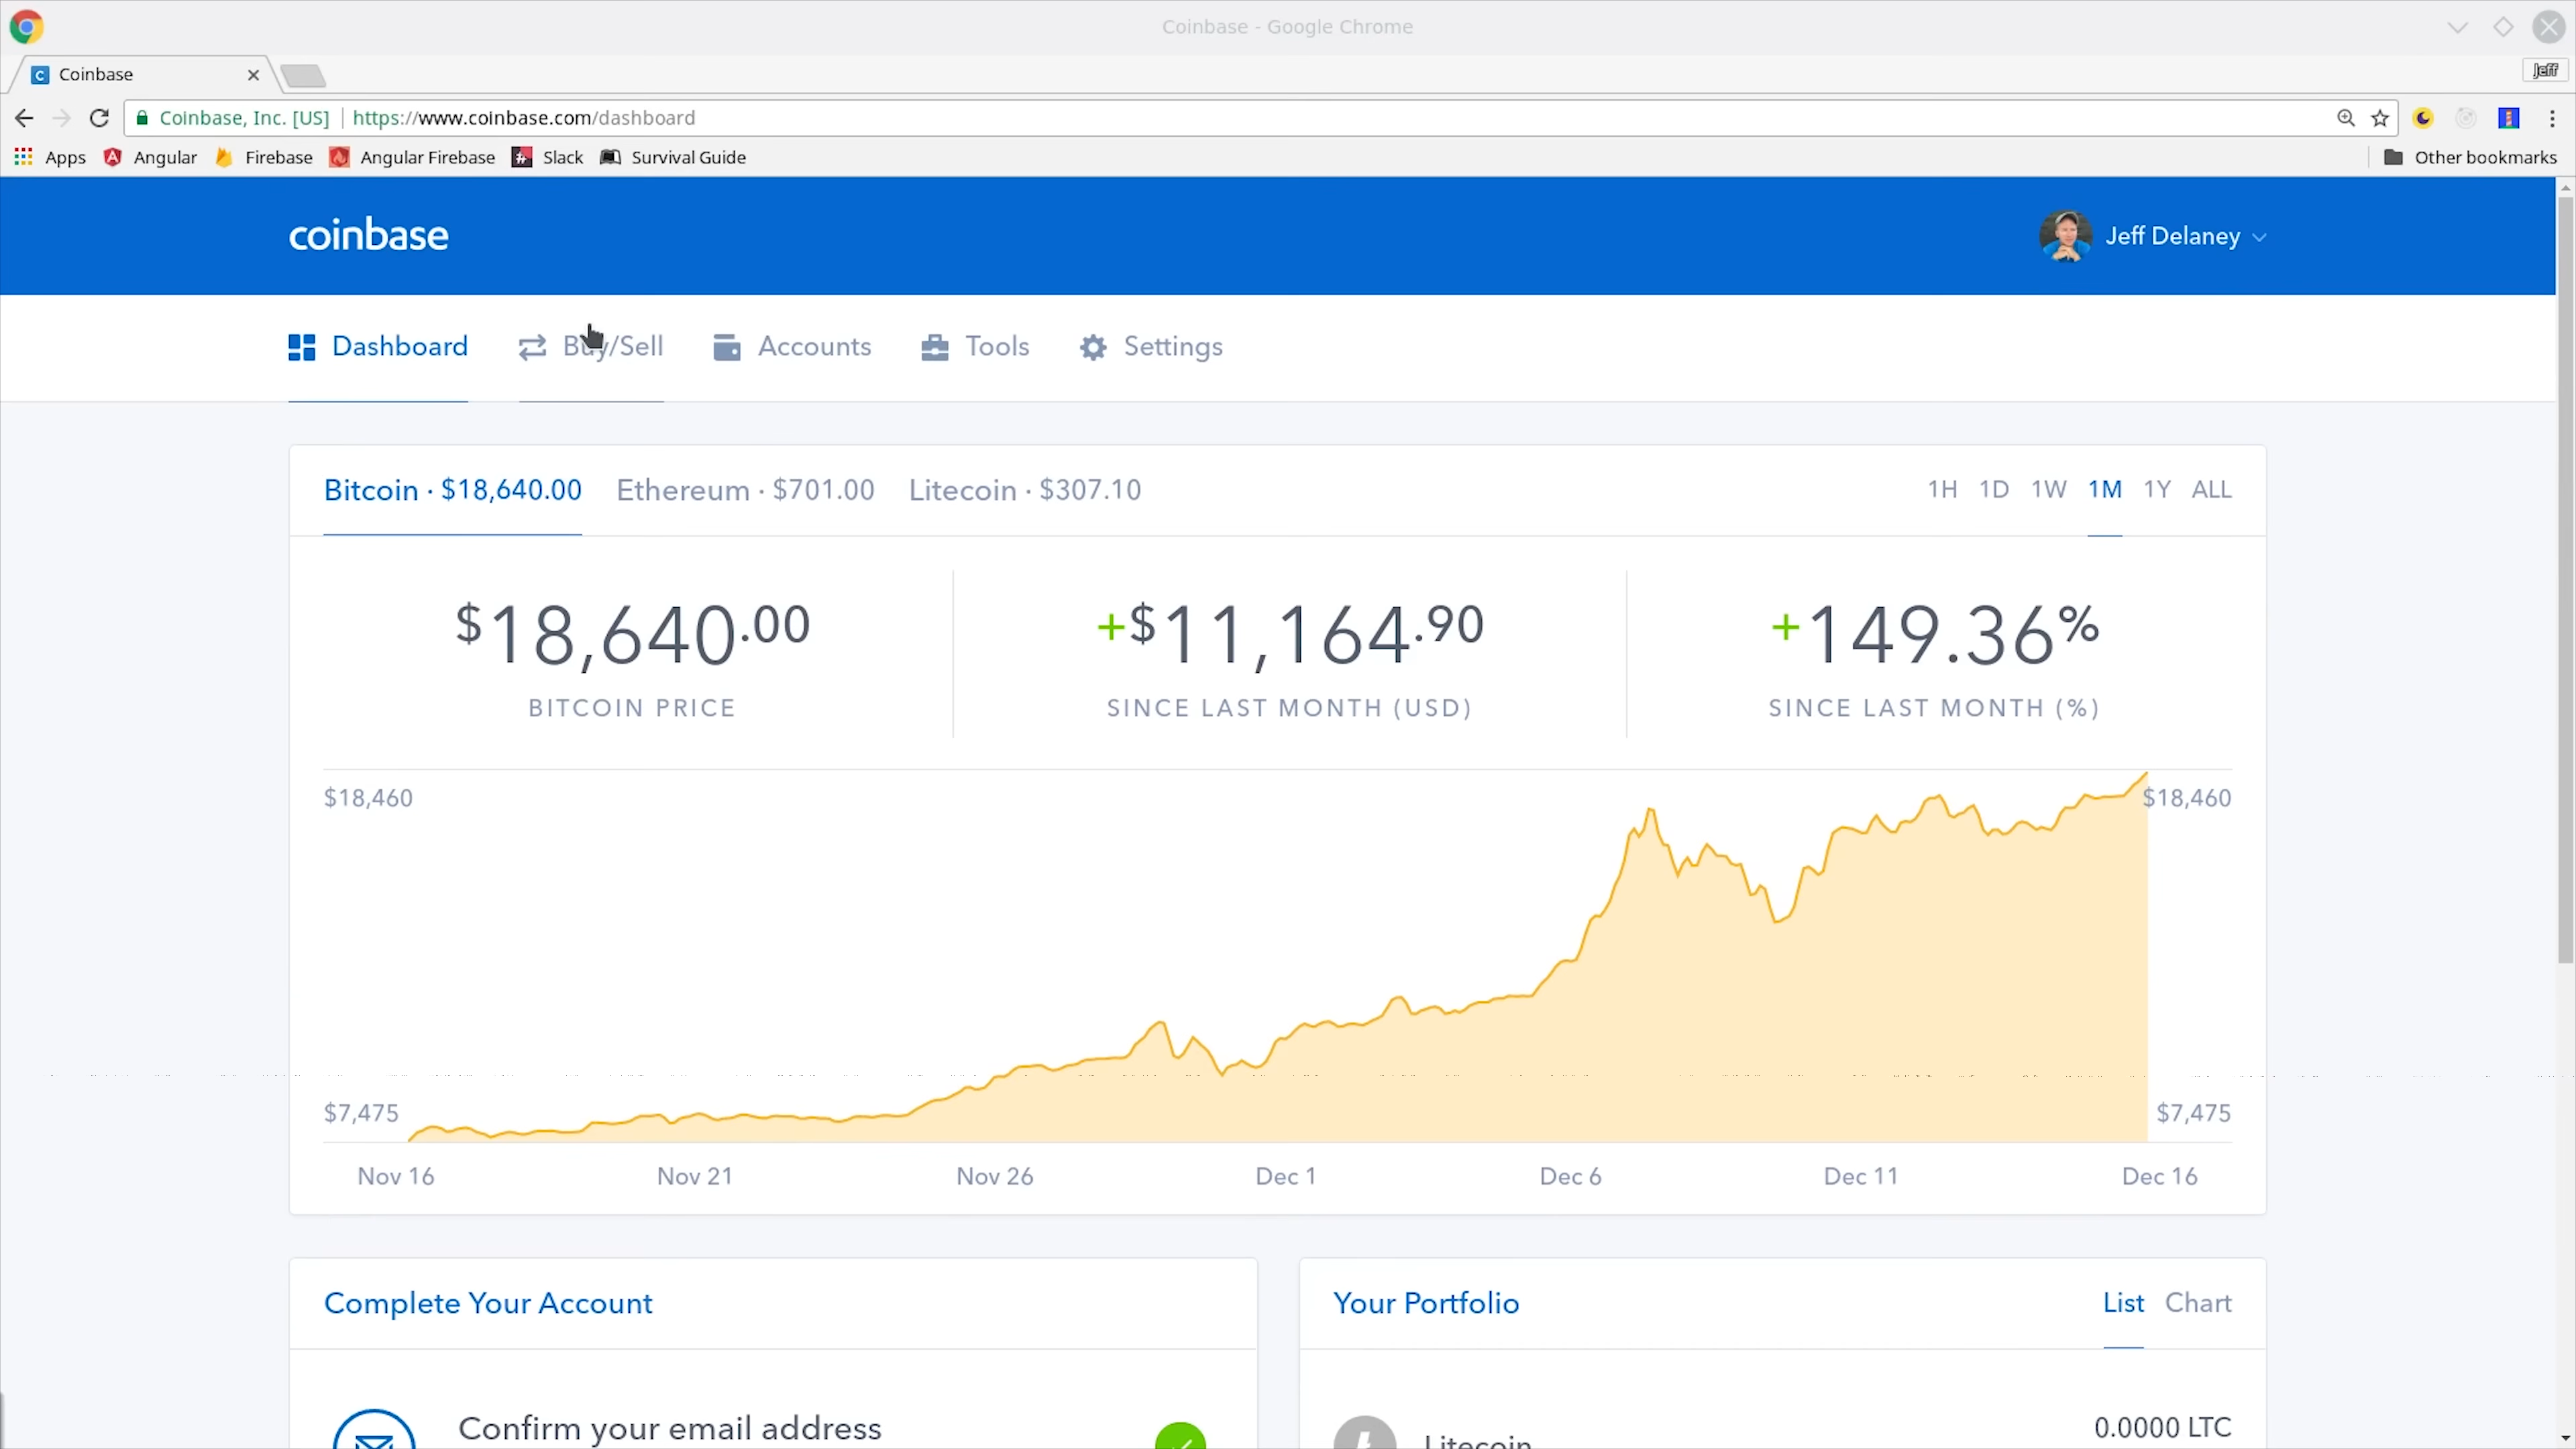 Coinbase - Google Chrome
Coinbase
Jeff
Coinbase, Inc. [US] https://www.coinbase.com/dashboard
Apps Angular Firebase Angular Firebase Slack Survival Guide Other bookmarks
coinbase
Jeff Delaney
Dashboard Buy/Sell Accounts Tools Settings
Bitcoin · $18,640.00 Ethereum · $701.00 Litecoin · $307.10 1H 1D 1W 1M 1Y ALL
$18,640.00 +$11,164.90 +149.36%
BITCOIN PRICE SINCE LAST MONTH (USD) SINCE LAST MONTH (%)
$18,460 $18,460
$7,475 $7,475
Nov 16 Nov 21 Nov 26 Dec 1 Dec 6 Dec 11 Dec 16
Complete Your Account Your Portfolio List Chart
Confirm your email address 0.0000 LTC
Litecoin